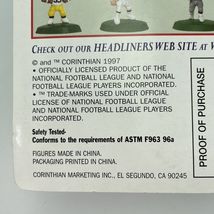 CHECK OUT OUR HEADLINERS WEB SITE AT
© and ™ CORINTHIAN 1997
• OFFICIALLY LICENSED PRODUCT OF THE
NATIONAL FOOTBALL LEAGUE AND NATIONAL
FOOTBALL LEAGUE PLAYERS INCORPORATED.
• TRADE-MARKS USED UNDER OFFICIAL
LICENSE OF NATIONAL FOOTBALL LEAGUE
AND NATIONAL FOOTBALL LEAGUE
PLAYERS INCORPORATED.
Safety Tested-
Conforms to the requirements of ASTM F963 96a
FIGURES MADE IN CHINA.
PACKAGING PRINTED IN CHINA.
CORINTHIAN MARKETING INC., EL SEGUNDO, CA 90245
PROOF OF PURCHASE